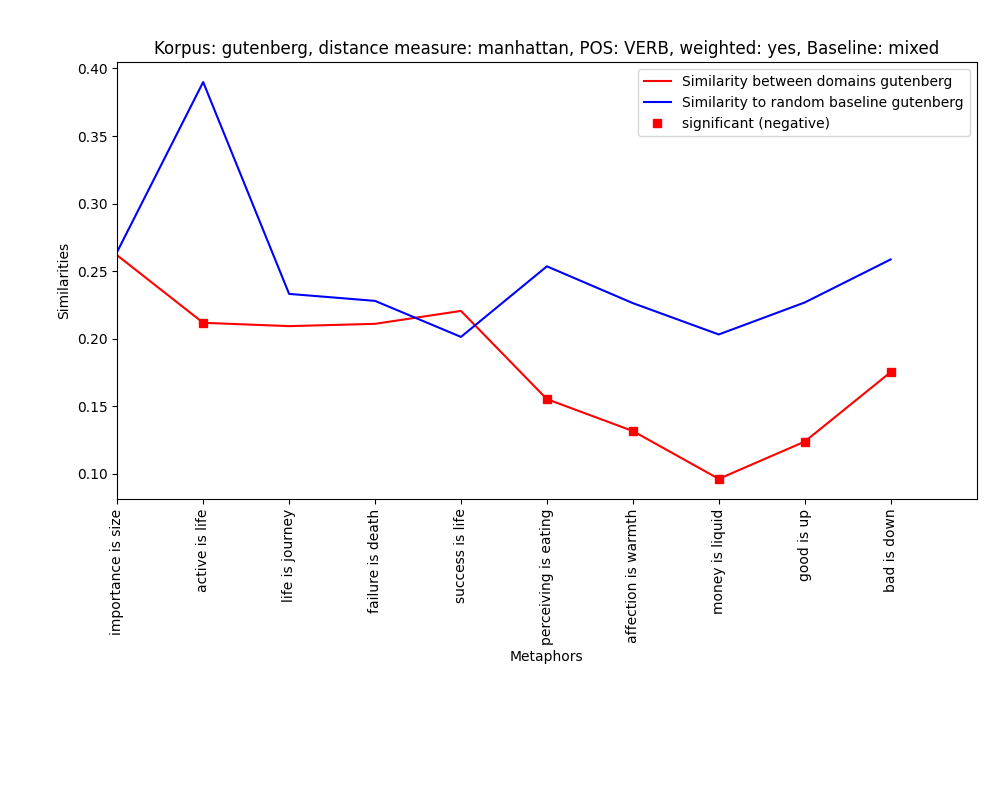 Korpus: gutenberg, distance measure: manhattan, POS: VERB, weighted: yes, Baseline: mixed
Similarity between domains gutenberg
Similarity to random baseline gutenberg
significant (negative)
Similarities
0.40
0.35
0.30
0.25
0.20
0.15
0.10
importance is size
active is life
life is journey
failure is death
success is life
perceiving is eating
affection is warmth
money is liquid
good is up
bad is down
Metaphors